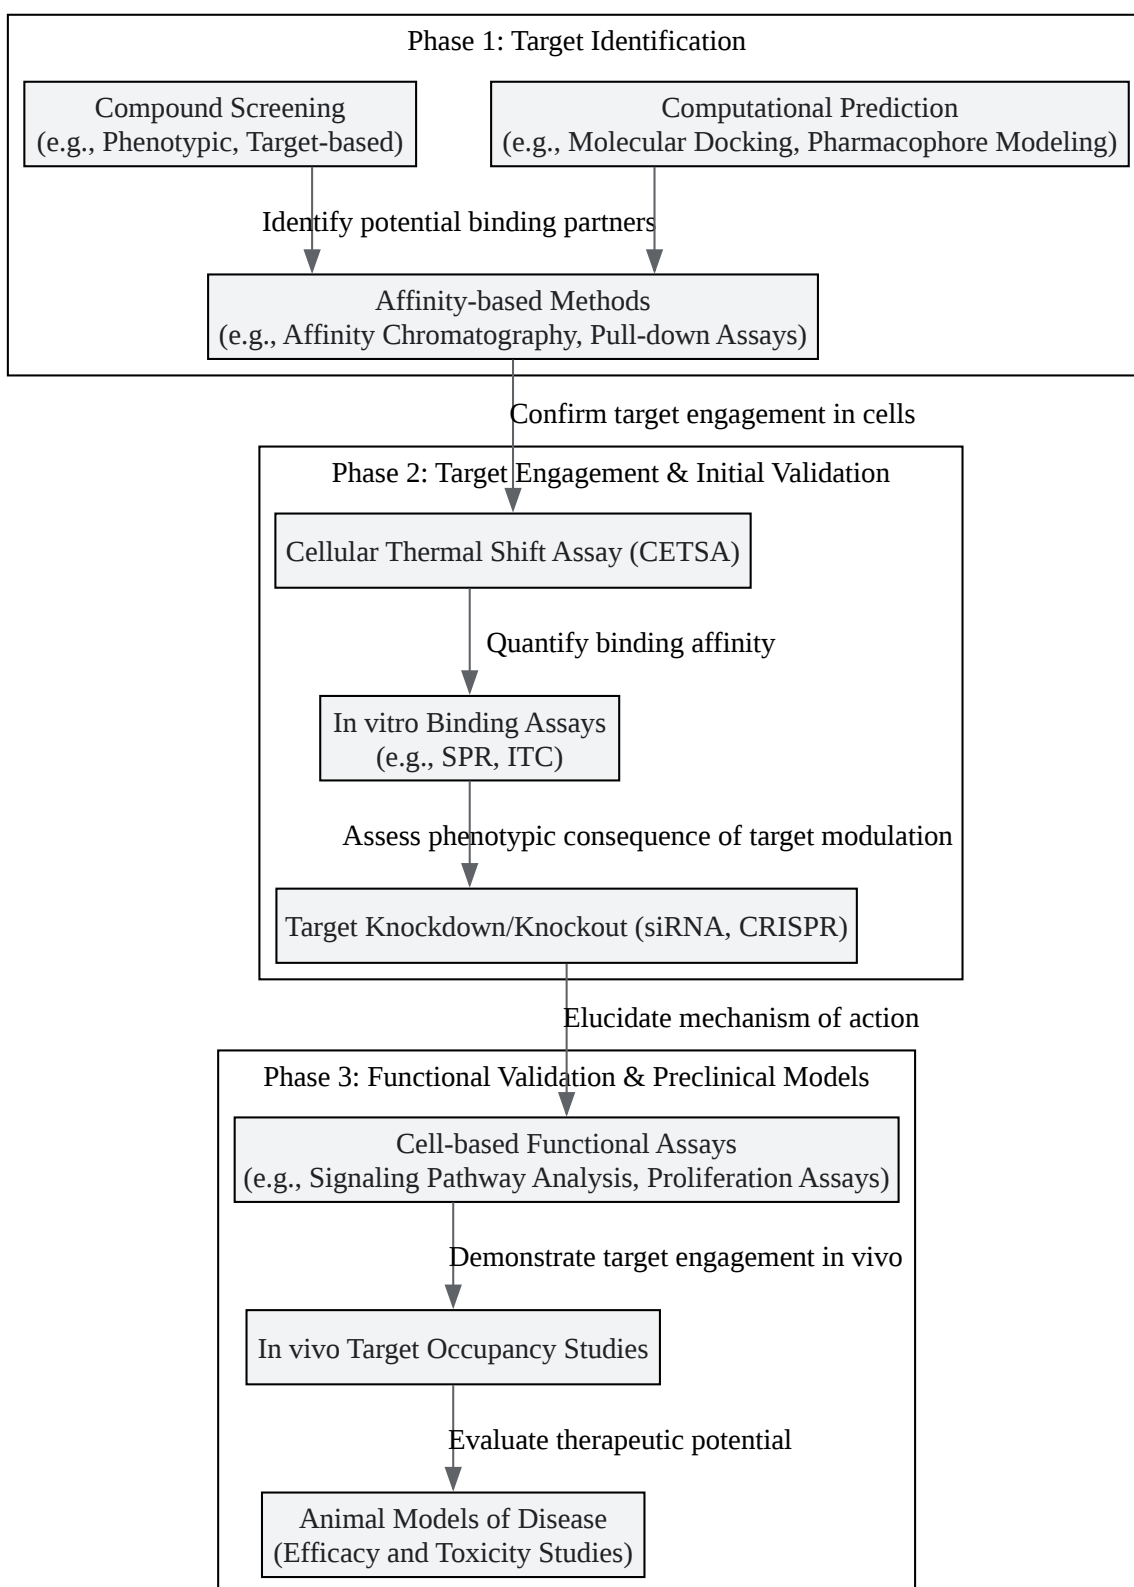 Phase 1: Target Identification
Compound Screening
(e.g., Phenotypic, Target-based)
Computational Prediction
(e.g., Molecular Docking, Pharmacophore Modeling)
Identify potential binding partners
Affinity-based Methods
(e.g., Affinity Chromatography, Pull-down Assays)
Confirm target engagement in cells
Phase 2: Target Engagement & Initial Validation
Cellular Thermal Shift Assay (CETSA)
Quantify binding affinity
In vitro Binding Assays
(e.g., SPR, ITC)
Assess phenotypic consequence of target modulation
Target Knockdown/Knockout (siRNA, CRISPR)
Elucidate mechanism of action
Phase 3: Functional Validation & Preclinical Models
Cell-based Functional Assays
(e.g., Signaling Pathway Analysis, Proliferation Assays)
Demonstrate target engagement in vivo
In vivo Target Occupancy Studies
Evaluate therapeutic potential
Animal Models of Disease
(Efficacy and Toxicity Studies)